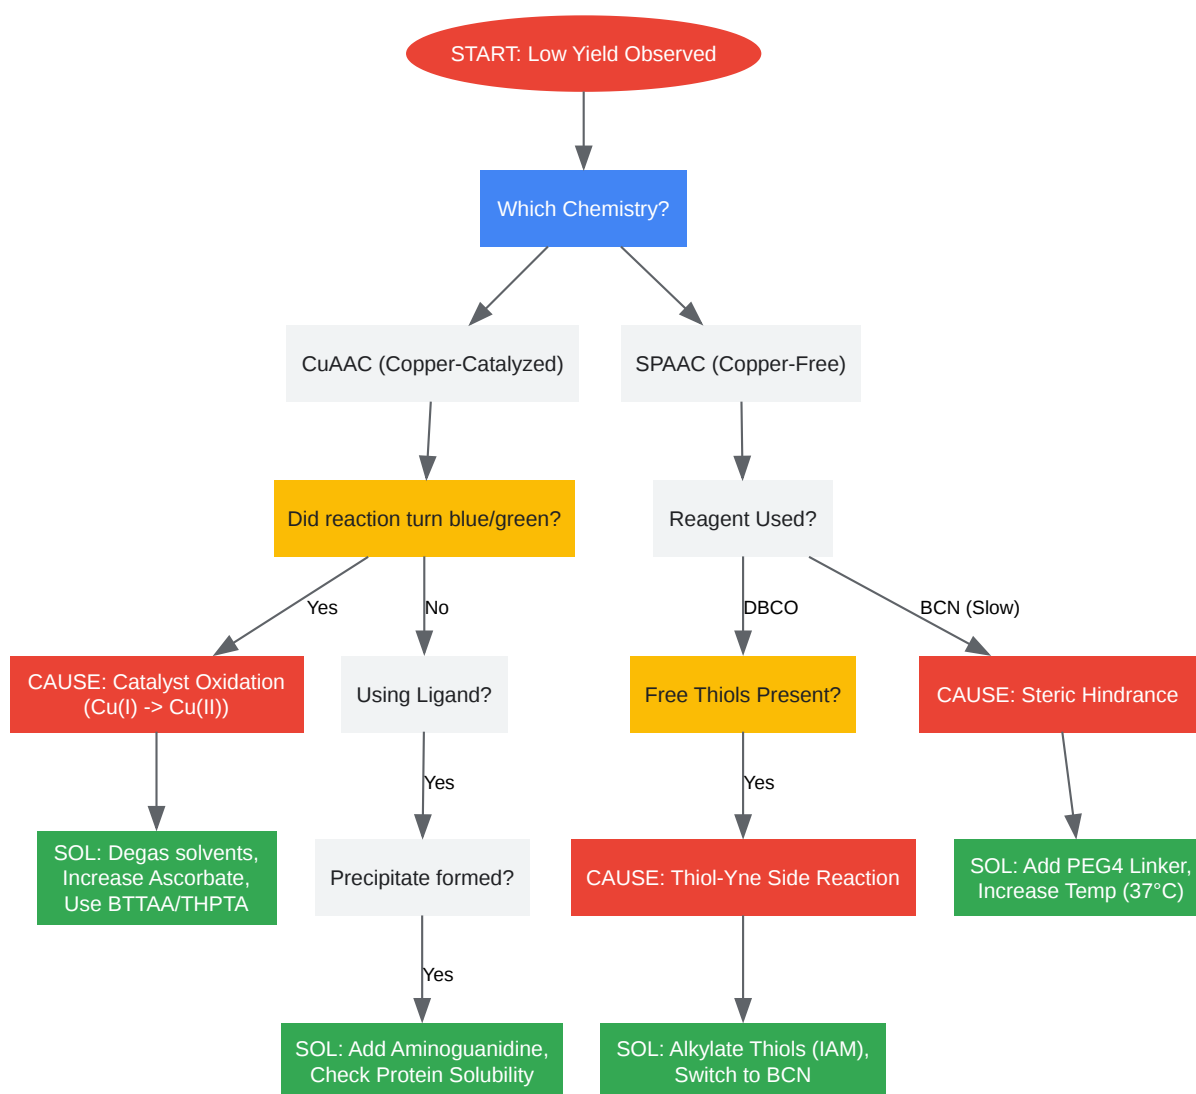 START: Low Yield Observed
Which Chemistry?
CuAAC (Copper-Catalyzed)
SPAAC (Copper-Free)
Did reaction turn blue/green?
Reagent Used?
Yes
No
DBCO
BCN (Slow)
CAUSE: Catalyst Oxidation
(Cu(I) -> Cu(II))
Using Ligand?
Free Thiols Present?
CAUSE: Steric Hindrance
Yes
Yes
SOL: Degas solvents,
Increase Ascorbate,
Use BTTAA/THPTA
Precipitate formed?
CAUSE: Thiol-Yne Side Reaction
SOL: Add PEG4 Linker,
Increase Temp (37°C)
Yes
SOL: Add Aminoguanidine,
Check Protein Solubility
SOL: Alkylate Thiols (IAM),
Switch to BCN